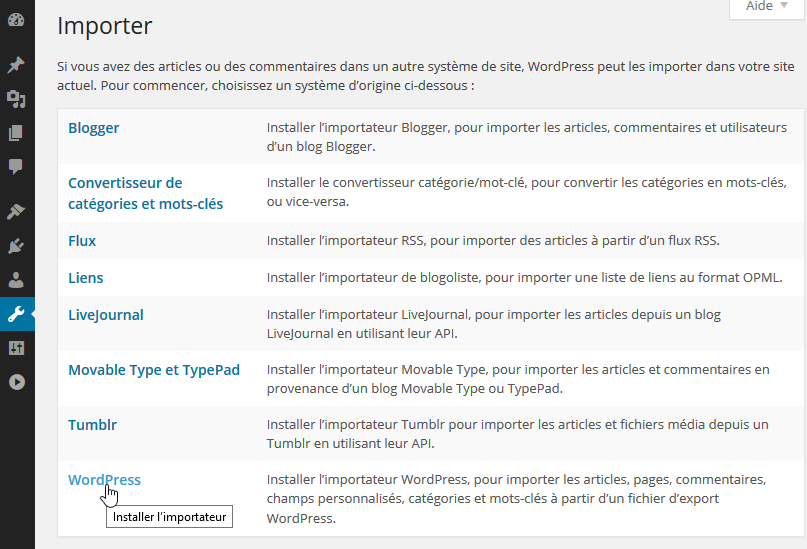 Aide
Importer
Si vous avez des articles ou des commentaires dans un autre système de site, WordPress peut les importer dans votre site
actuel. Pour commencer, choisissez un système d’origine ci-dessous :
Blogger
Installer l’importateur Blogger, pour importer les articles, commentaires et utilisateurs
d’un blog Blogger.
Convertisseur de
catégories et mots-clés
Installer le convertisseur catégorie/mot-clé, pour convertir les catégories en mots-clés,
ou vice-versa.
Flux
Installer l’importateur RSS, pour importer des articles à partir d’un flux RSS.
Liens
Installer l’importateur de blogoliste, pour importer une liste de liens au format OPML.
LiveJournal
Installer l’importateur LiveJournal, pour importer les articles depuis un blog
LiveJournal en utilisant leur API.
Movable Type et TypePad
Installer l’importateur Movable Type, pour importer les articles et commentaires en
provenance d’un blog Movable Type ou TypePad.
Tumblr
Installer l’importateur Tumblr pour importer les articles et fichiers média depuis un
Tumblr en utilisant leur API.
WordPress
Installer l’importateur WordPress, pour importer les articles, pages, commentaires,
champs personnalisés, catégories et mots-clés à partir d’un fichier d’export
WordPress.
Installer l’importateur